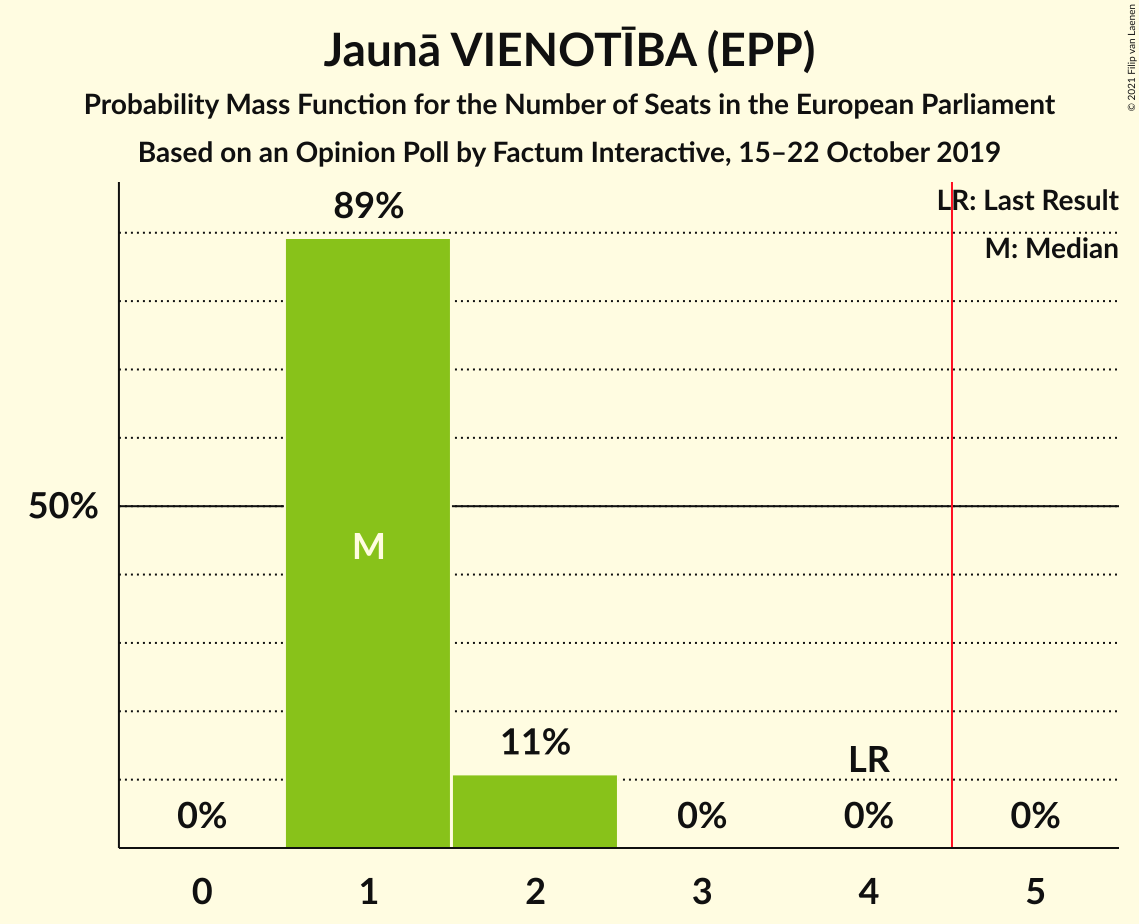 Jaunā VIENOTĪBA (EPP)
Probability Mass Function for the Number of Seats in the European Parliament
Based on an Opinion Poll by Factum Interactive, 15–22 October 2019
© 2021 Filip van Laenen
LR: Last Result
M: Median
89%
50%
M
11%
LR
0%
0%
0%
0%
0 1 2 3 4 5